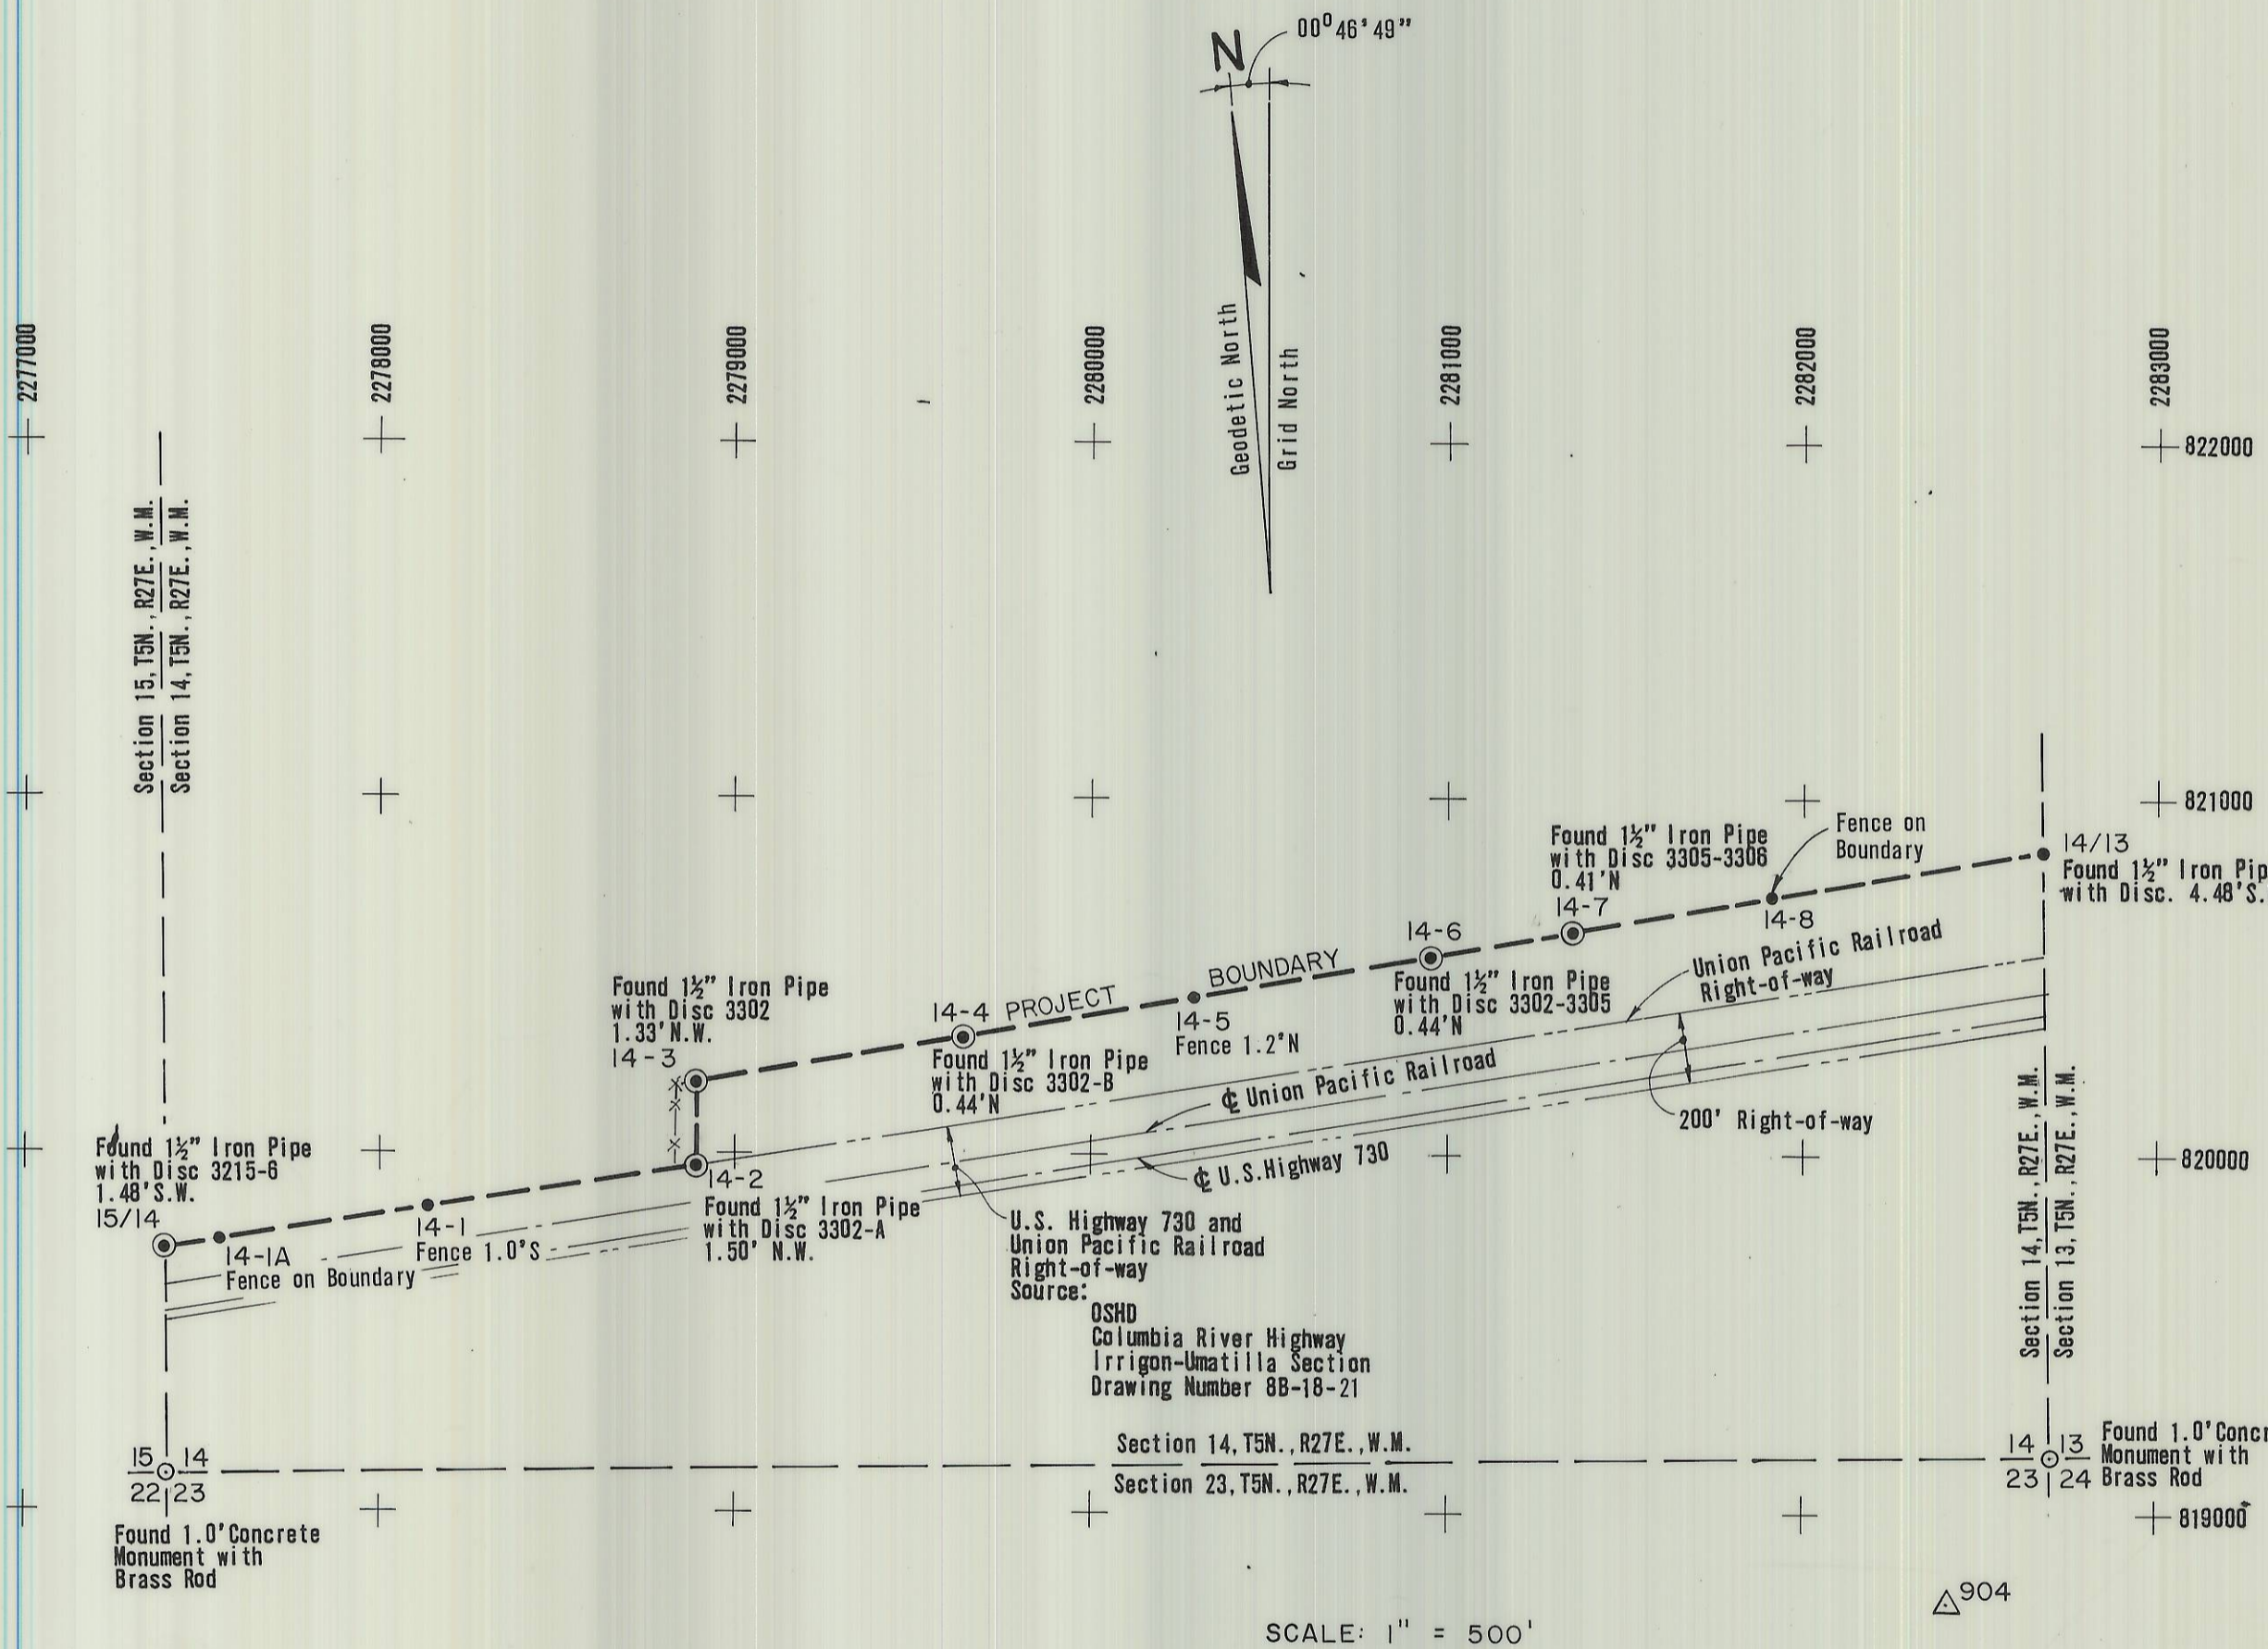 00°46'49"
N
Geodetic North
Grid North
2277000
2278000
2279000
2280000
2281000
2282000
2283000
822000
821000
820000
819000
Section 15, T5N., R27E., W.M.
Section 14, T5N., R27E., W.M.
Fence on
Boundary
14/13
Found 1½" Iron Pip
with Disc. 4.48'S.
Found 1½" Iron Pipe
with Disc 3305-3306
0.41'N
14-7
14-8
14-6
Found 1½" Iron Pipe
with Disc 3302-3305
0.44'N
Union Pacific Railroad
Right-of-way
PROJECT BOUNDARY
14-5
Fence 1.2'N
14-4
Found 1½" Iron Pipe
with Disc 3302-B
0.44'N
Found 1½" Iron Pipe
with Disc 3302
1.33'N.W.
14-3
℄ Union Pacific Railroad
200' Right-of-way
℄ U.S.Highway 730
Found 1½" Iron Pipe
with Disc 3215-6
1.48'S.W.
15/14
14-1A
Fence on Boundary
14-1
Fence 1.0'S
14-2
Found 1½" Iron Pipe
with Disc 3302-A
1.50' N.W.
U.S. Highway 730 and
Union Pacific Railroad
Right-of-way
Source:
OSHD
Columbia River Highway
Irrigon-Umatilla Section
Drawing Number 8B-18-21
Section 14, T5N., R27E., W.M.
Section 13, T5N., R27E., W.M.
Section 14, T5N., R27E., W.M.
Section 23, T5N., R27E., W.M.
15 14
22 23
Found 1.0'Concrete
Monument with
Brass Rod
14 13
23 24
Found 1.0'Concr
Monument with
Brass Rod
904
SCALE: 1" = 500'